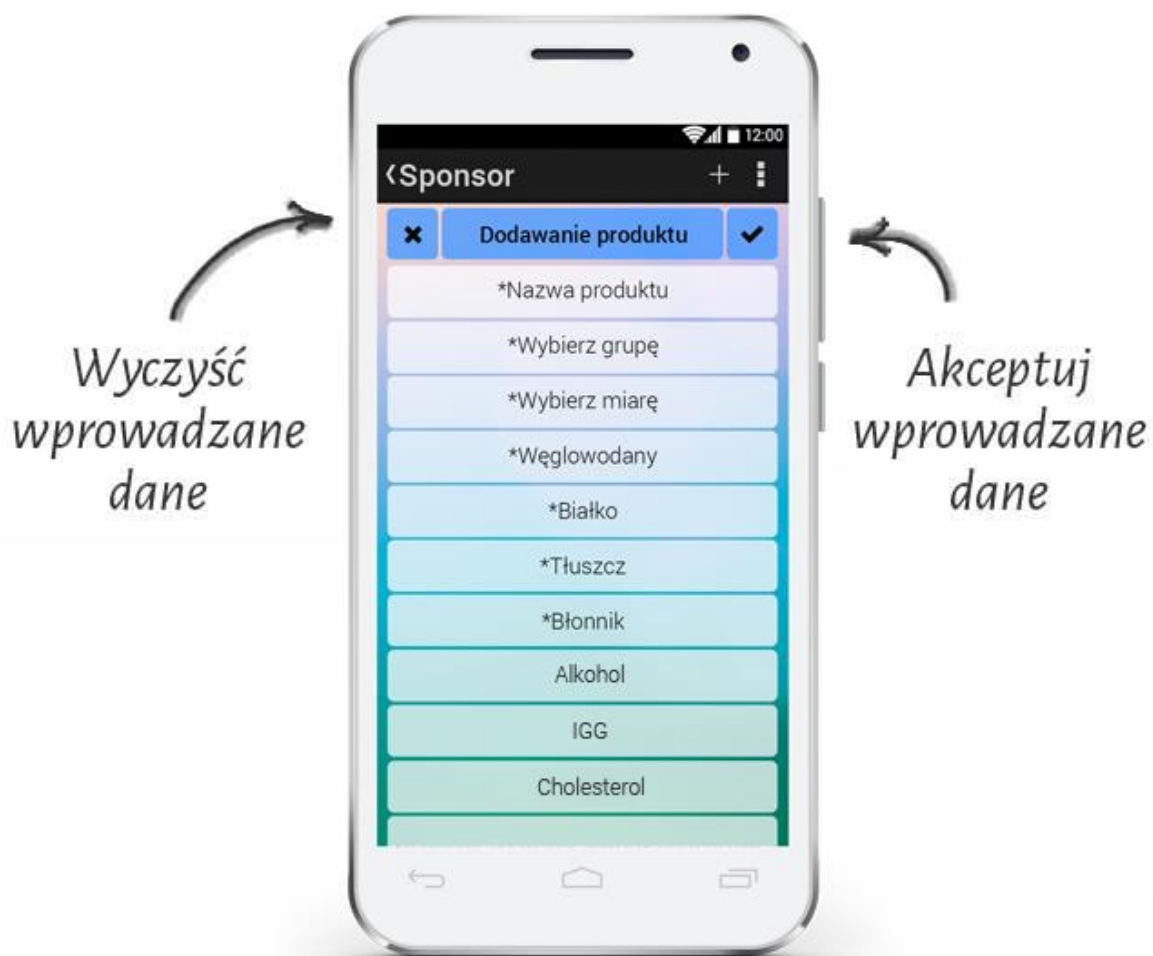 12:00
Sponsor
Dodawanie produktu
*Nazwa produktu
*Wybierz grupę
*Wybierz miarę
*Węglowodany
*Białko
*Tłuszcz
*Błonnik
Alkohol
IGG
Cholesterol
Wyczyść
wprowadzane
dane
Akceptuj
wprowadzane
dane